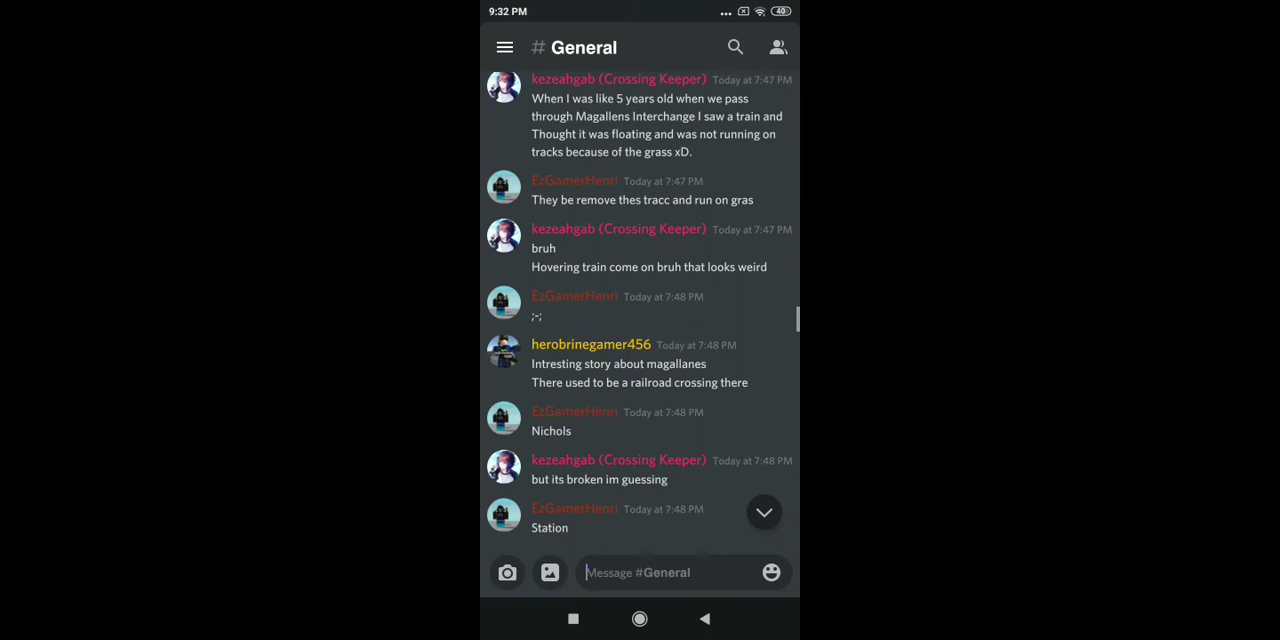 9:32 PM
40
# General
kezeahgab (Crossing Keeper) Today at 7:47 PM
When I was like 5 years old when we pass
through Magallens Interchange I saw a train and
Thought it was floating and was not running on
tracks because of the grass xD.
EzGamerHenri Today at 7:47 PM
They be remove thes tracc and run on gras
kezeahgab (Crossing Keeper) Today at 7:47 PM
bruh
Hovering train come on bruh that looks weird
EzGamerHenri Today at 7:48 PM
;-;
herobrinegamer456 Today at 7:48 PM
Intresting story about magallanes
There used to be a railroad crossing there
EzGamerHenri Today at 7:48 PM
Nichols
kezeahgab (Crossing Keeper) Today at 7:48 PM
but its broken im guessing
EzGamerHenri Today at 7:48 PM
Station
Message #General